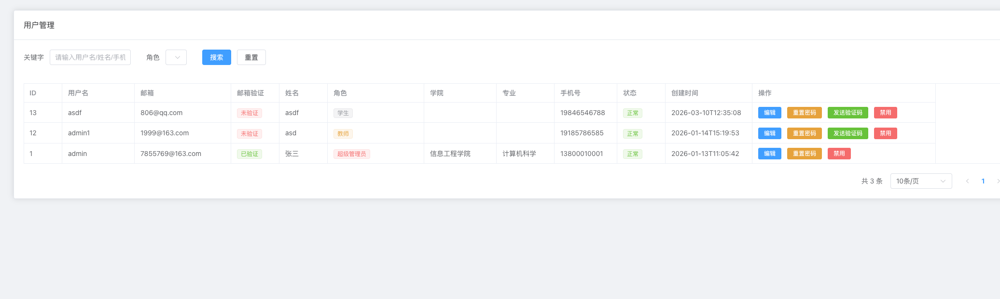 用户管理
关键字 请输入用户名/姓名/手机 角色 搜索 重置
ID 用户名 邮箱 邮箱验证 姓名 角色 学院 专业 手机号 状态 创建时间 操作
13 asdf 806@qq.com 未验证 asdf 学生 19846546788 正常 2026-03-10T12:35:08 编辑 重置密码 发送验证码 禁用
12 admin1 1999@163.com 未验证 asd 教师 19185786585 正常 2026-01-14T15:19:53 编辑 重置密码 发送验证码 禁用
1 admin 7855769@163.com 已验证 张三 超级管理员 信息工程学院 计算机科学 13800010001 正常 2026-01-13T11:05:42 编辑 重置密码 禁用
共 3 条 10条/页 1